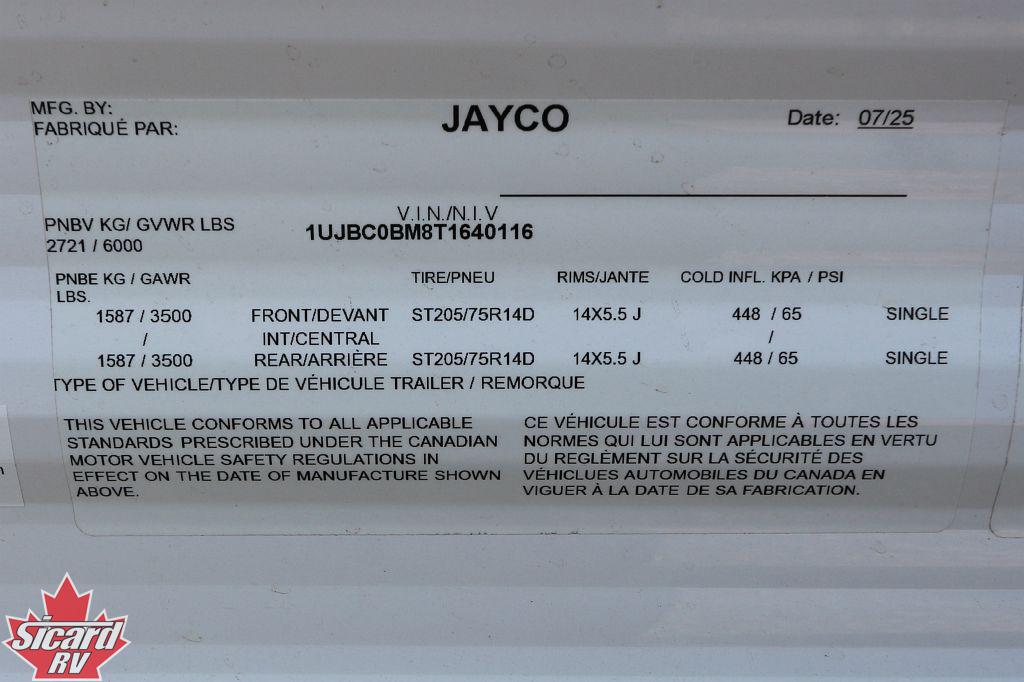 MFG. BY:
FABRIQUÉ PAR:
JAYCO
Date: 07/25
V.I.N./N.I.V
PNBV KG/ GVWR LBS
2721 / 6000
1UJBC0BM8T1640116
PNBE KG / GAWR LBS.
TIRE/PNEU RIMS/JANTE COLD INFL. KPA / PSI
1587 / 3500 FRONT/DEVANT ST205/75R14D 14X5.5 J 448 / 65 SINGLE
/ INT/CENTRAL /
1587 / 3500 REAR/ARRIÈRE ST205/75R14D 14X5.5 J 448 / 65 SINGLE
TYPE OF VEHICLE/TYPE DE VÉHICULE TRAILER / REMORQUE
THIS VEHICLE CONFORMS TO ALL APPLICABLE
STANDARDS PRESCRIBED UNDER THE CANADIAN
MOTOR VEHICLE SAFETY REGULATIONS IN
EFFECT ON THE DATE OF MANUFACTURE SHOWN
ABOVE.
CE VÉHICULE EST CONFORME À TOUTES LES
NORMES QUI LUI SONT APPLICABLES EN VERTU
DU REGLÈMENT SUR LA SÉCURITÉ DES
VÉHICLUES AUTOMOBILES DU CANADA EN
VIGUER À LA DATE DE SA FABRICATION.
Sicard
RV